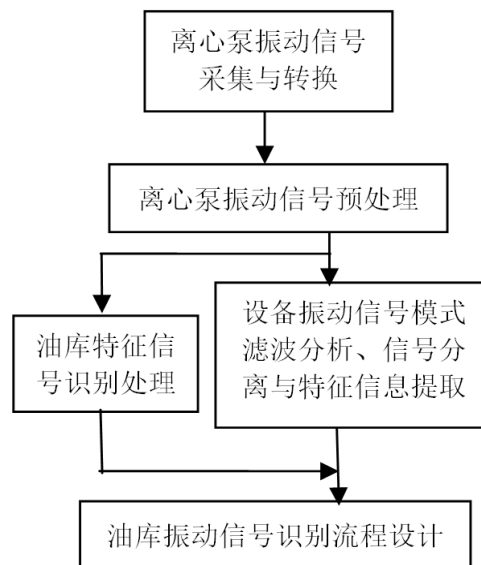 离心泵振动信号
采集与转换
离心泵振动信号预处理
油库特征信
号识别处理
设备振动信号模式
滤波分析、信号分
离与特征信息提取
油库振动信号识别流程设计